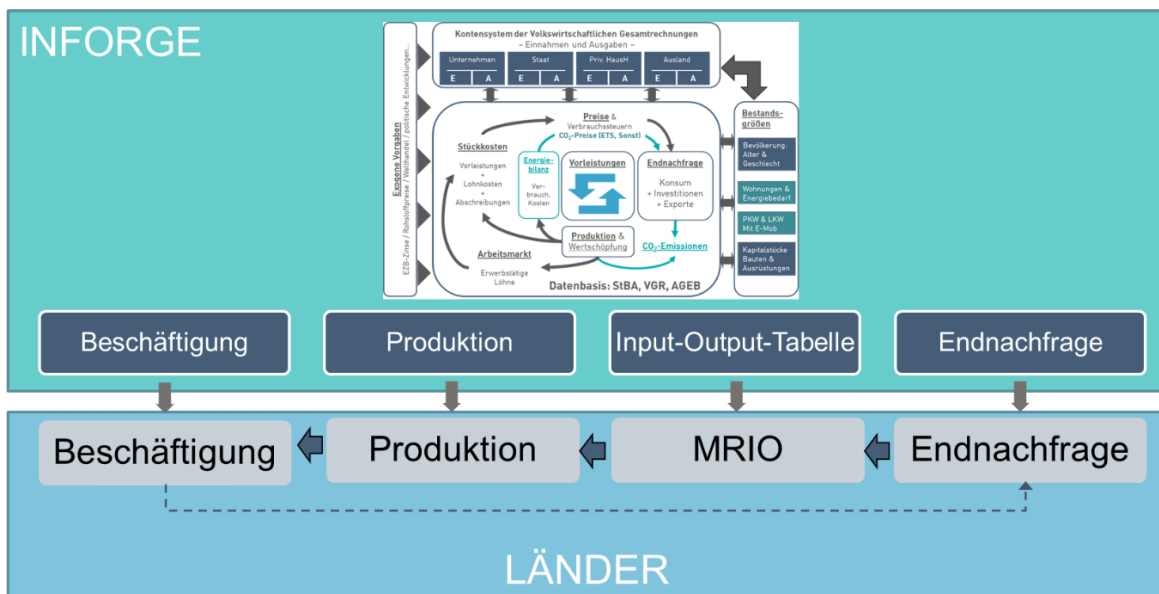 INFORGE
Kontensystem der Volkswirtschaftlichen Gesamtrechnungen
– Einnahmen und Ausgaben –
Unternehmen
Staat
Priv. HausH
Ausland
E A
E A
E A
E A
Exogene Vorgaben
EZB-Zinse / Rohstoffpreise / Welthandel / politische Entwicklungen...
Preise &
Verbrauchssteuern
CO2-Preise (ETS, Sonst)
Stückkosten
Vorleistungen
+
Lohnkosten
+
Abschreibungen
Energie-
bilanz
Ver-
brauch,
Kosten
Vorleistungen
Endnachfrage
Konsum
+ Investitionen
+ Exporte
Produktion &
Wertschöpfung
CO2-Emissionen
Arbeitsmarkt
Erwerbstätige
Löhne
Datenbasis: StBA, VGR, AGEB
Bestands-
größen
Bevölkerung:
Alter &
Geschlecht
Wohnungen &
Energiebedarf
PKW & LKW
Mit E-Mob
Kapitalstöcke
Bauten &
Ausrüstungen
Beschäftigung
Produktion
Input-Output-Tabelle
Endnachfrage
Beschäftigung
Produktion
MRIO
Endnachfrage
LÄNDER